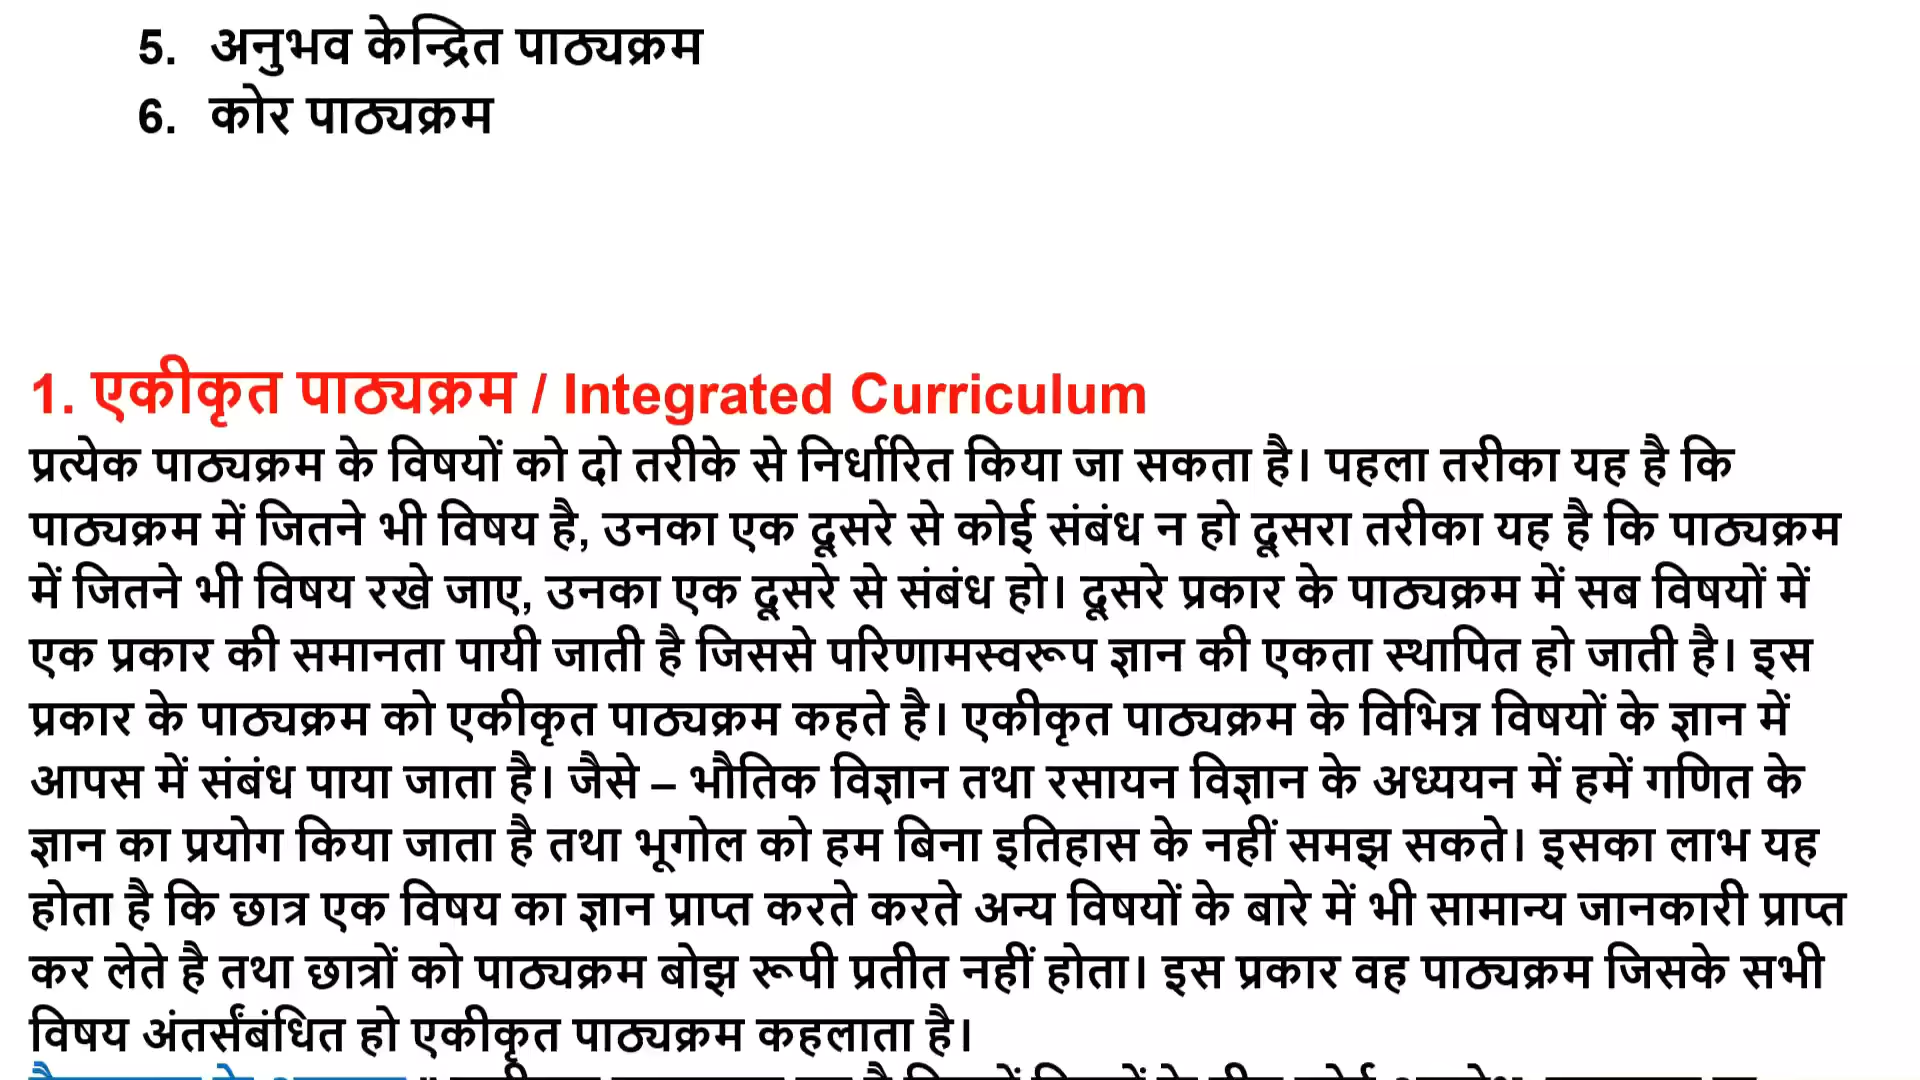 5. अनुभव केन्द्रित पाठ्यक्रम
6. कोर पाठ्यक्रम
1. एकीकृत पाठ्यक्रम / Integrated Curriculum
प्रत्येक पाठ्यक्रम के विषयों को दो तरीके से निर्धारित किया जा सकता है। पहला तरीका यह है कि
पाठ्यक्रम में जितने भी विषय है, उनका एक दूसरे से कोई संबंध न हो दूसरा तरीका यह है कि पाठ्यक्रम
में जितने भी विषय रखे जाए, उनका एक दूसरे से संबंध हो। दूसरे प्रकार के पाठ्यक्रम में सब विषयों में
एक प्रकार की समानता पायी जाती है जिससे परिणामस्वरूप ज्ञान की एकता स्थापित हो जाती है। इस
प्रकार के पाठ्यक्रम को एकीकृत पाठ्यक्रम कहते है। एकीकृत पाठ्यक्रम के विभिन्न विषयों के ज्ञान में
आपस में संबंध पाया जाता है। जैसे – भौतिक विज्ञान तथा रसायन विज्ञान के अध्ययन में हमें गणित के
ज्ञान का प्रयोग किया जाता है तथा भूगोल को हम बिना इतिहास के नहीं समझ सकते। इसका लाभ यह
होता है कि छात्र एक विषय का ज्ञान प्राप्त करते करते अन्य विषयों के बारे में भी सामान्य जानकारी प्राप्त
कर लेते है तथा छात्रों को पाठ्यक्रम बोझ रूपी प्रतीत नहीं होता। इस प्रकार वह पाठ्यक्रम जिसके सभी
विषय अंतर्संबंधित हो एकीकृत पाठ्यक्रम कहलाता है।